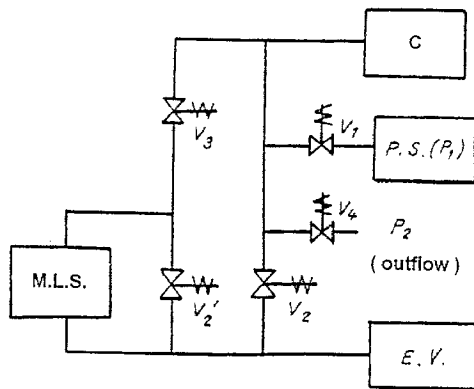 C
V₁
V₃
P.S.(P₁)
V₄
P₂
(outflow)
M.L.S.
V₂'
V₂
E.V.